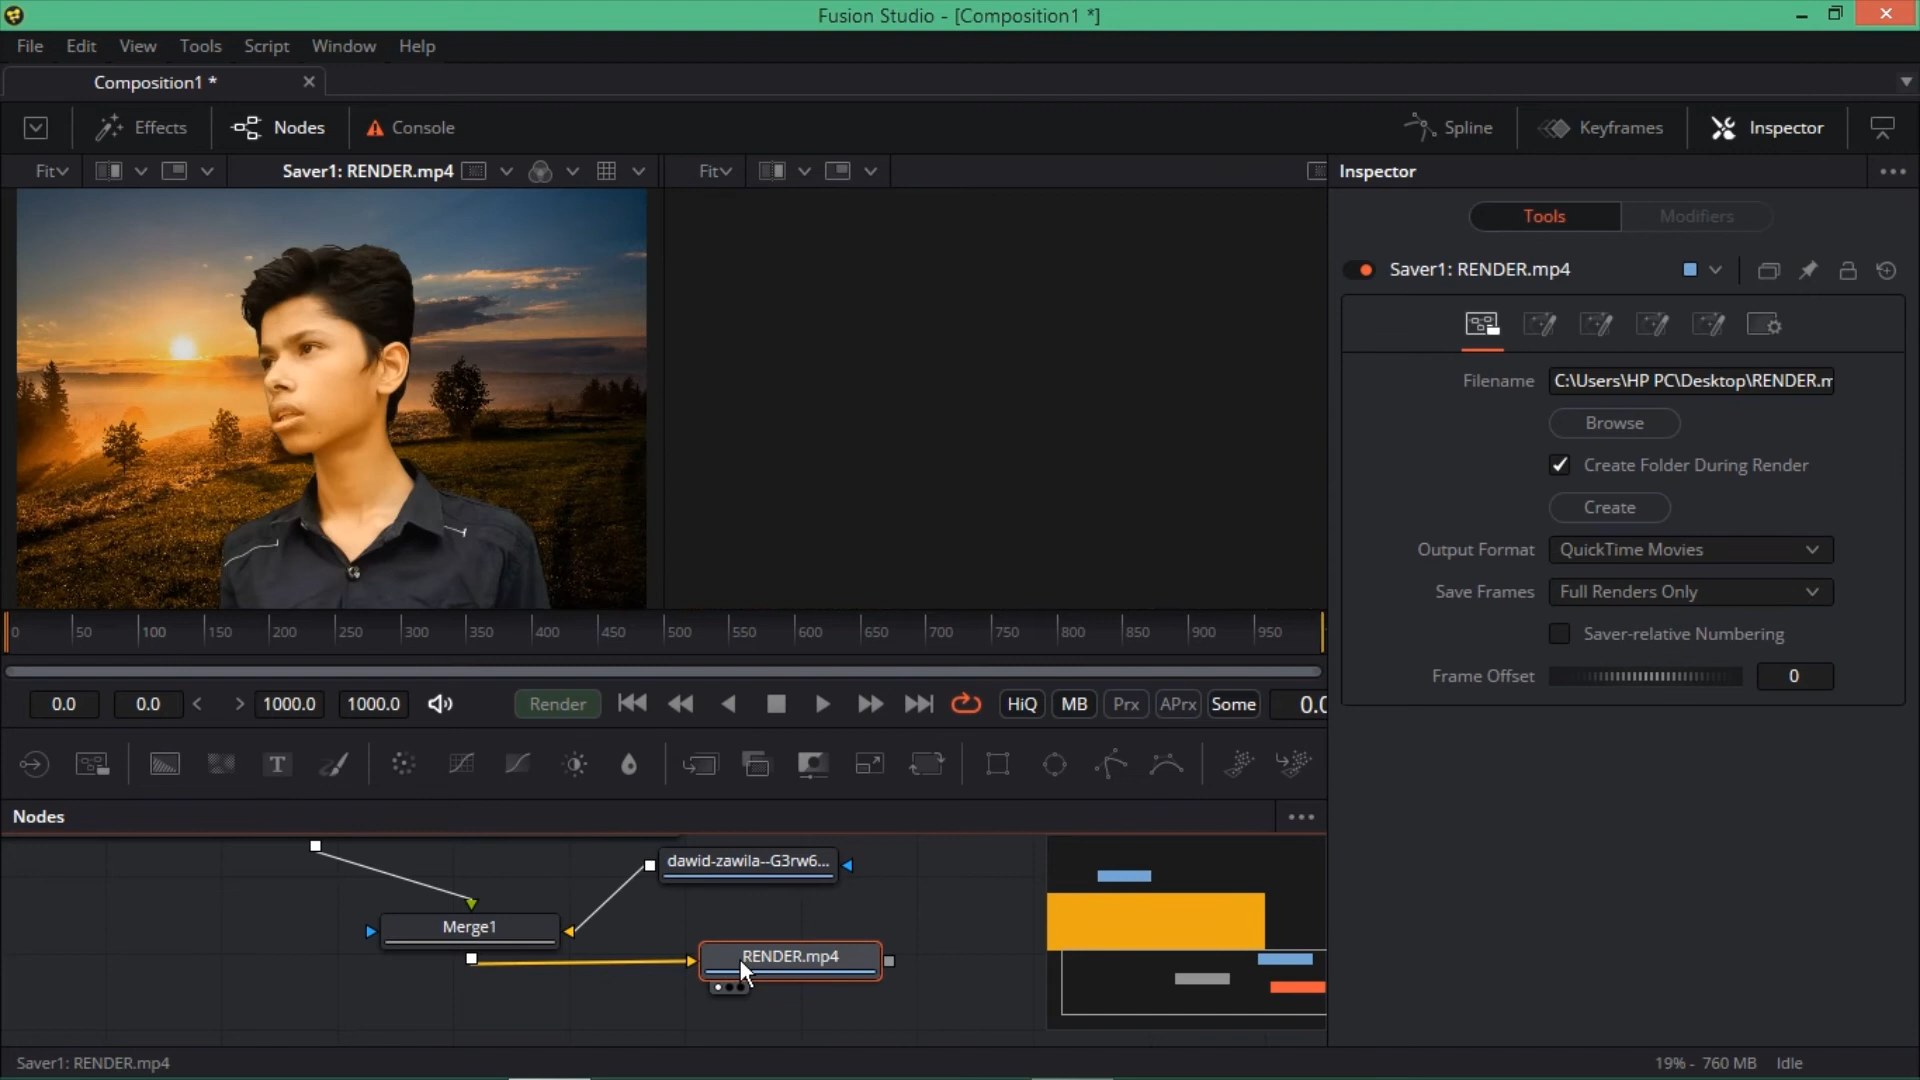 Fusion Studio - [Composition1 *]
File Edit View Tools Script Window Help
Composition1 *
Effects Nodes Console Spline Keyframes Inspector
Fit Saver1: RENDER.mp4 Fit Inspector
Tools Modifiers
Saver1: RENDER.mp4
Filename C:\Users\HP PC\Desktop\RENDER.m
Browse
Create Folder During Render
Create
Output Format QuickTime Movies
Save Frames Full Renders Only
Saver-relative Numbering
Frame Offset 0
0 50 100 150 200 250 300 350 400 450 500 550 600 650 700 750 800 850 900 950
0.0 0.0 < > 1000.0 1000.0 Render HiQ MB Prx APrx Some 0.0
T
Nodes
dawid-zawila--G3rw6...
Merge1
RENDER.mp4
Saver1: RENDER.mp4 19% - 760 MB Idle